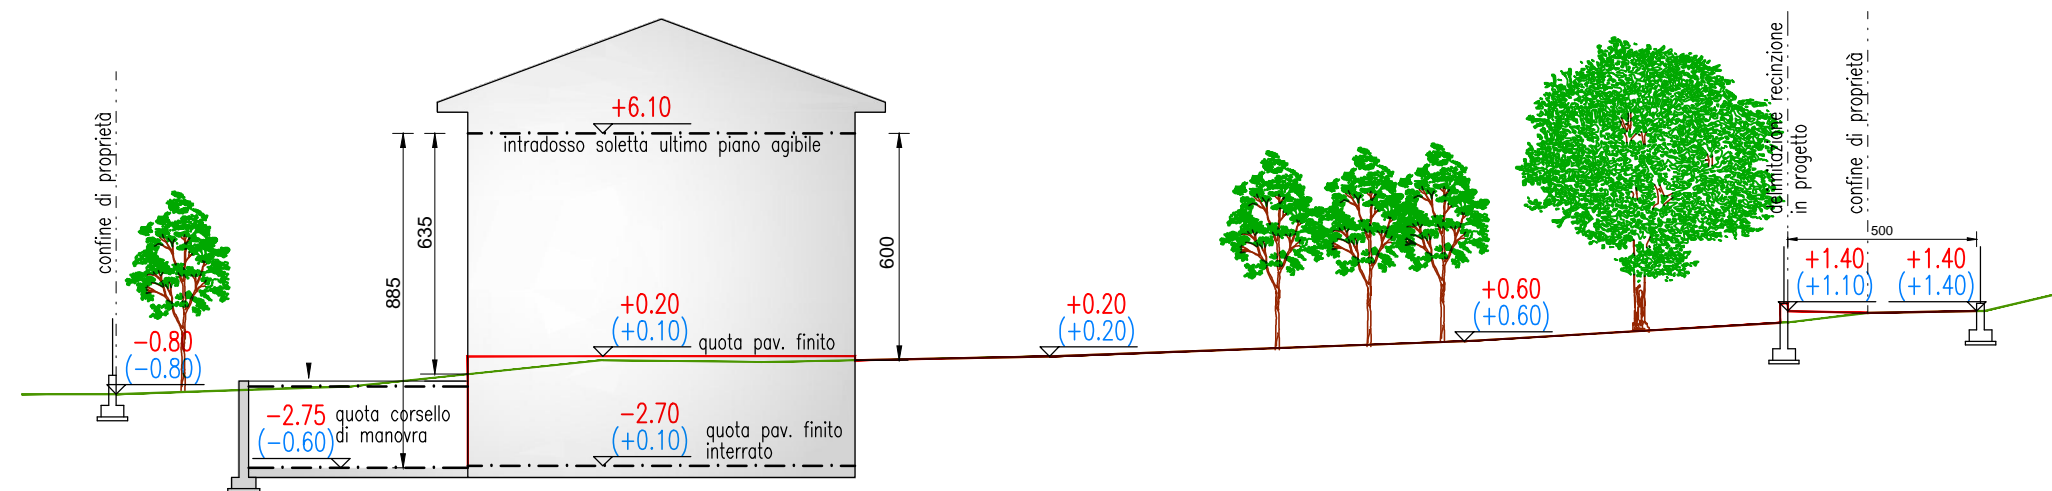 confine di proprietà
-0.80
(-0.80)
-2.75
(-0.60)
quota corsello
di manovra
885
635
+6.10
intradosso soletta ultimo piano agibile
+0.20
(+0.10)
quota pav. finito
-2.70
(+0.10)
quota pav. finito
interrato
600
+0.20
(+0.20)
+0.60
(+0.60)
delimitazione recinzione
in progetto
confine di proprietà
500
+1.40
(+1.10)
+1.40
(+1.40)